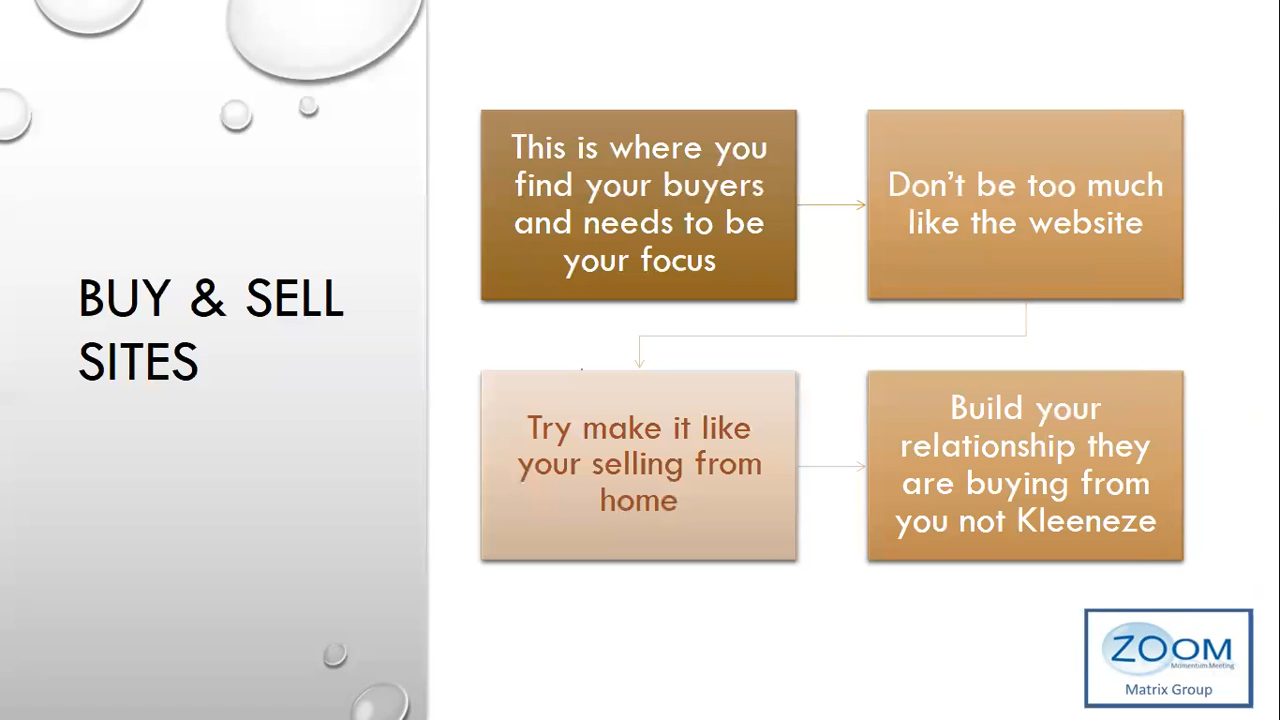 BUY & SELL
SITES
This is where you
find your buyers
and needs to be
your focus
Don't be too much
like the website
Try make it like
your selling from
home
Build your
relationship they
are buying from
you not Kleeneze
ZOOM
Momentum Meeting
Matrix Group